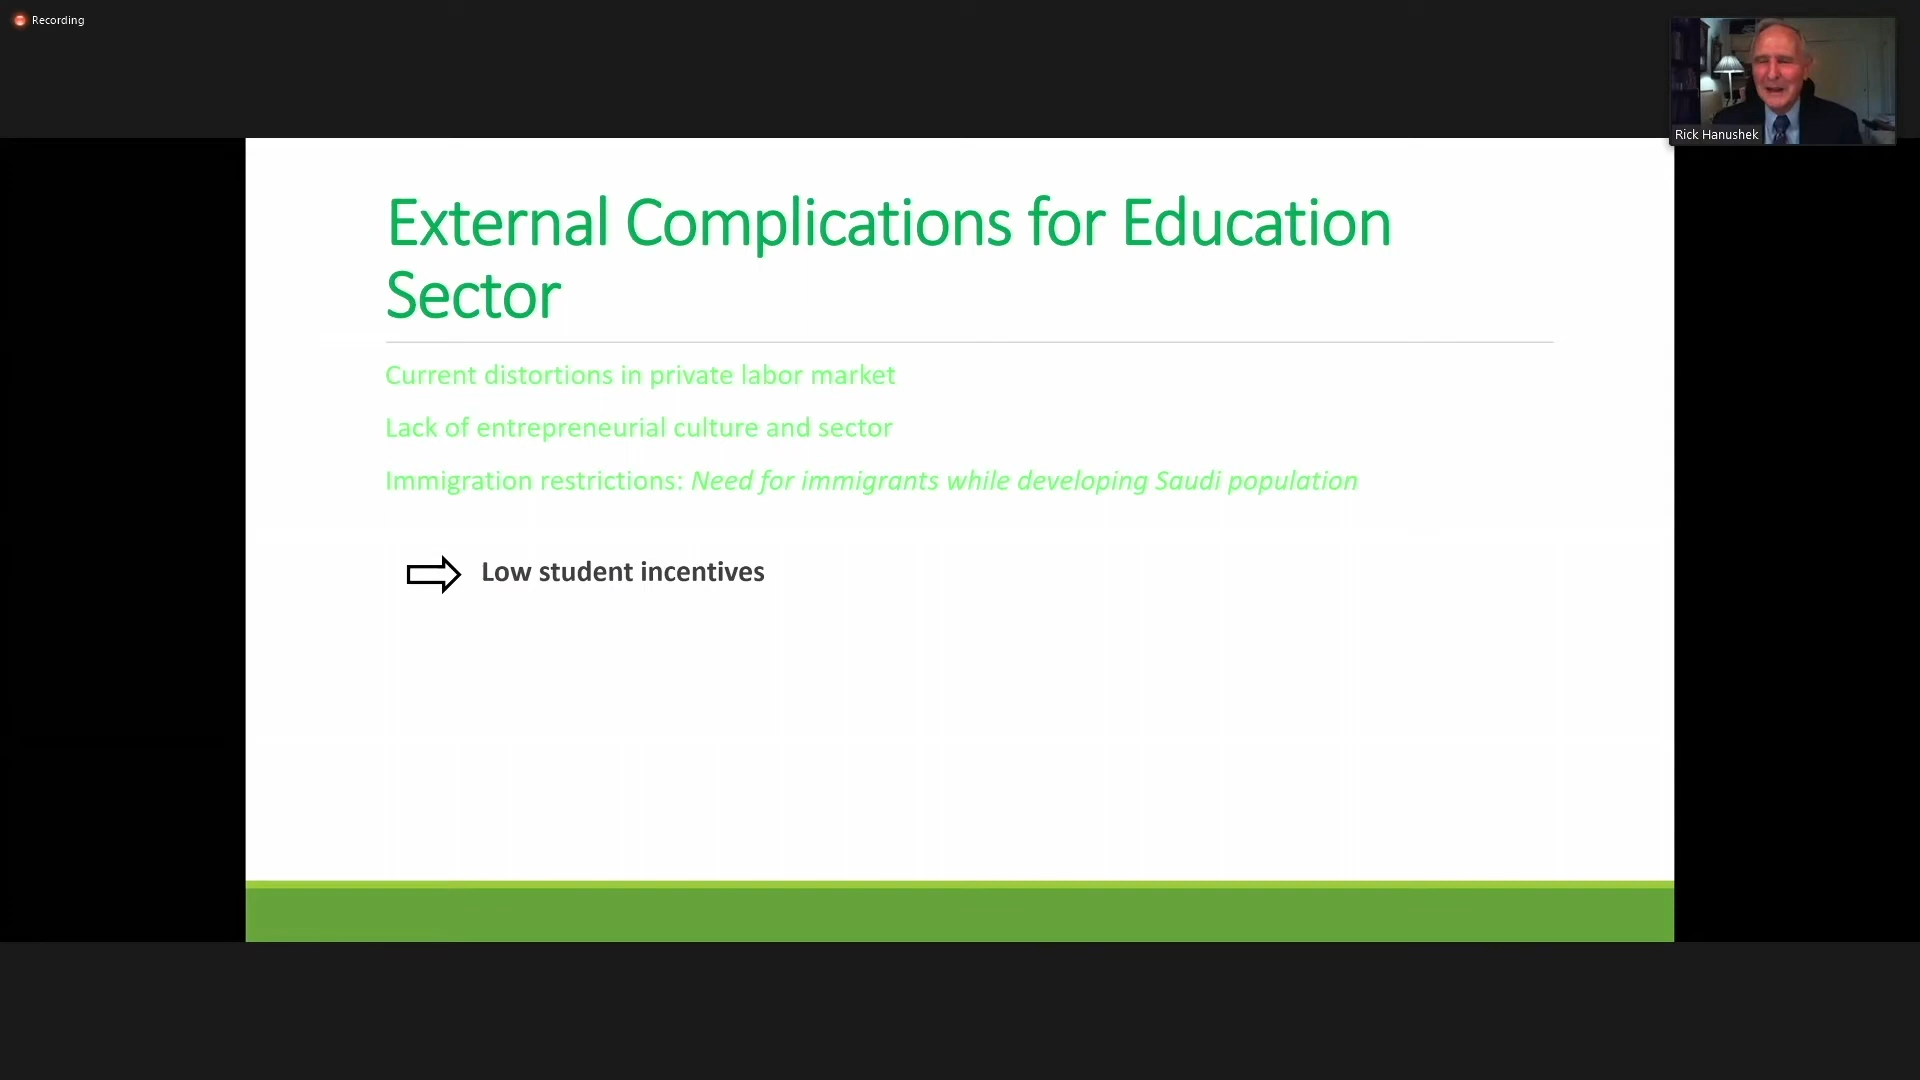 Recording
Rick Hanushek
External Complications for Education
Sector
Current distortions in private labor market
Lack of entrepreneurial culture and sector
Immigration restrictions: Need for immigrants while developing Saudi population
Low student incentives